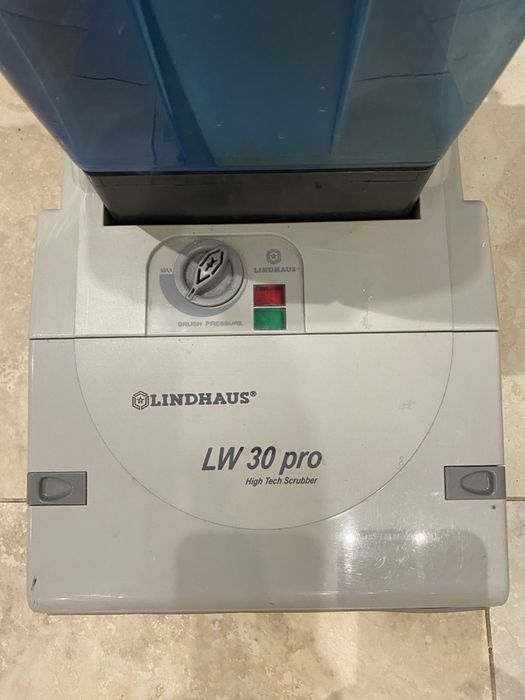 MAX
LINDHAUS
BRUSH PRESSURE
LINDHAUS®
LW 30 pro
High Tech Scrubber